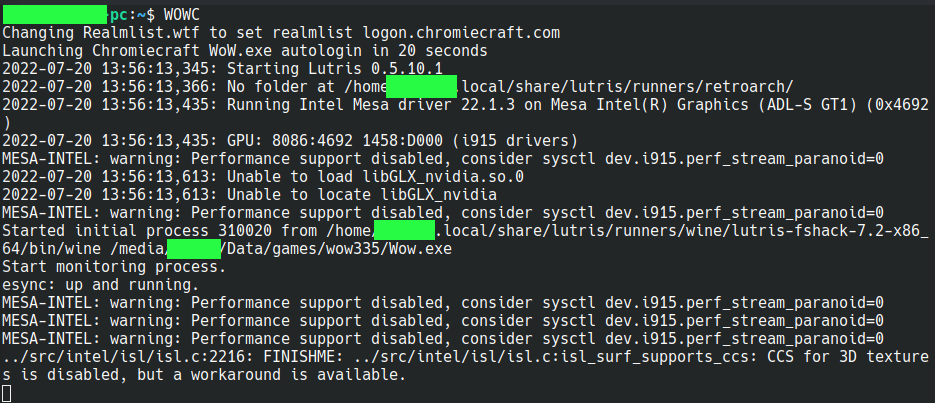 pc:~$ WOWC
Changing Realmlist.wtf to set realmlist logon.chromiecraft.com
Launching Chromiecraft WoW.exe autologin in 20 seconds
2022-07-20 13:56:13,345: Starting Lutris 0.5.10.1
2022-07-20 13:56:13,366: No folder at /home .local/share/lutris/runners/retroarch/
2022-07-20 13:56:13,435: Running Intel Mesa driver 22.1.3 on Mesa Intel(R) Graphics (ADL-S GT1) (0x4692
)
2022-07-20 13:56:13,435: GPU: 8086:4692 1458:D000 (i915 drivers)
MESA-INTEL: warning: Performance support disabled, consider sysctl dev.i915.perf_stream_paranoid=0
2022-07-20 13:56:13,613: Unable to load libGLX_nvidia.so.0
2022-07-20 13:56:13,613: Unable to locate libGLX_nvidia
MESA-INTEL: warning: Performance support disabled, consider sysctl dev.i915.perf_stream_paranoid=0
Started initial process 310020 from /home/ .local/share/lutris/runners/wine/lutris-fshack-7.2-x86_
64/bin/wine /media/ /Data/games/wow335/Wow.exe
Start monitoring process.
esync: up and running.
MESA-INTEL: warning: Performance support disabled, consider sysctl dev.i915.perf_stream_paranoid=0
MESA-INTEL: warning: Performance support disabled, consider sysctl dev.i915.perf_stream_paranoid=0
MESA-INTEL: warning: Performance support disabled, consider sysctl dev.i915.perf_stream_paranoid=0
../src/intel/isl/isl.c:2216: FINISHME: ../src/intel/isl/isl.c:isl_surf_supports_ccs: CCS for 3D texture
s is disabled, but a workaround is available.